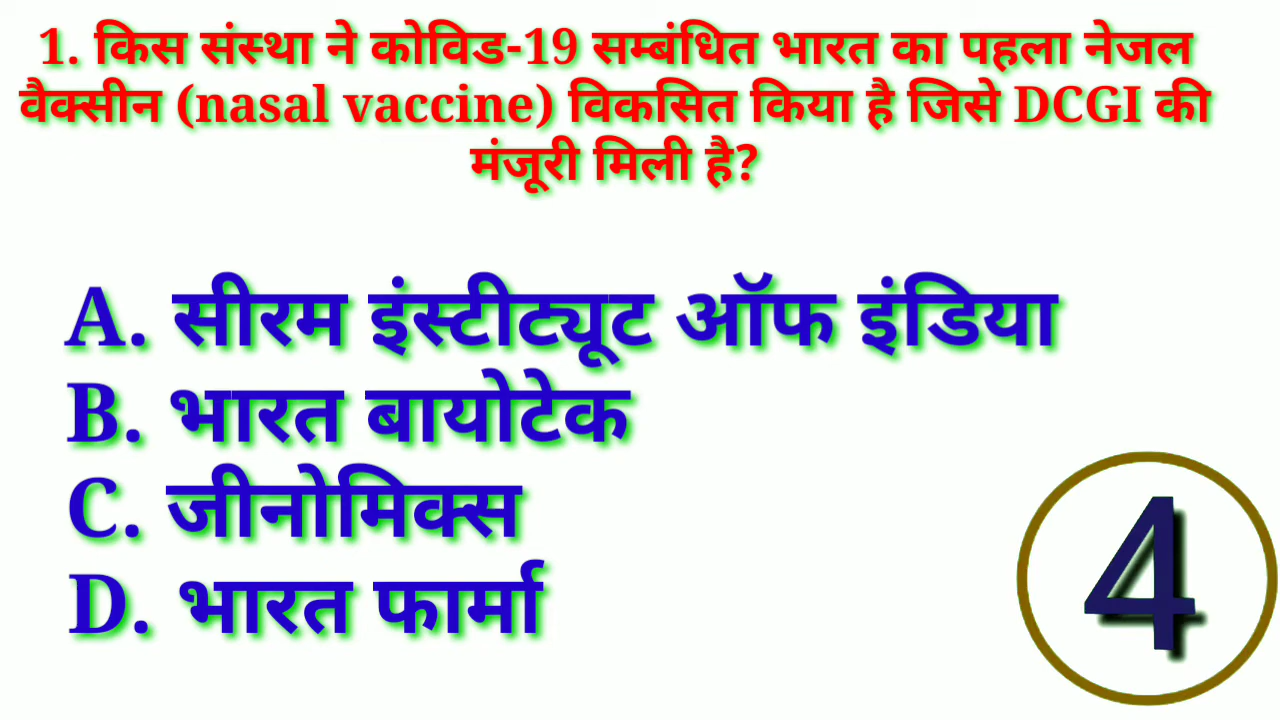 1. किस संस्था ने कोविड-19 सम्बंधित भारत का पहला नेजल
वैक्सीन (nasal vaccine) विकसित किया है जिसे DCGI की
मंजूरी मिली है?
A. सीरम इंस्टीट्यूट ऑफ इंडिया
B. भारत बायोटेक
C. जीनोमिक्स
D. भारत फार्मा
4